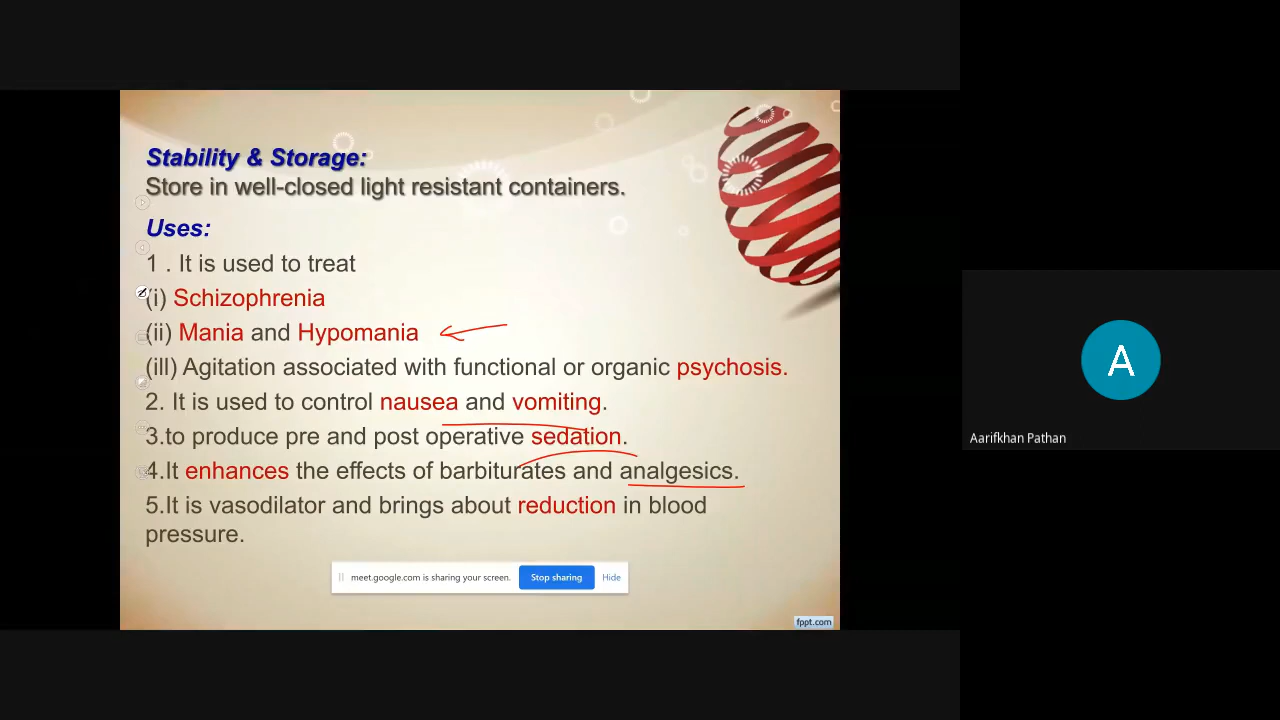 Stability & Storage:
Store in well-closed light resistant containers.
Uses:
1 . It is used to treat
(i) Schizophrenia
(ii) Mania and Hypomania
(ill) Agitation associated with functional or organic psychosis.
2. It is used to control nausea and vomiting.
3.to produce pre and post operative sedation.
4.It enhances the effects of barbiturates and analgesics.
5.It is vasodilator and brings about reduction in blood
pressure.
meet.google.com is sharing your screen. Stop sharing Hide
fppt.com
A
Aarifkhan Pathan